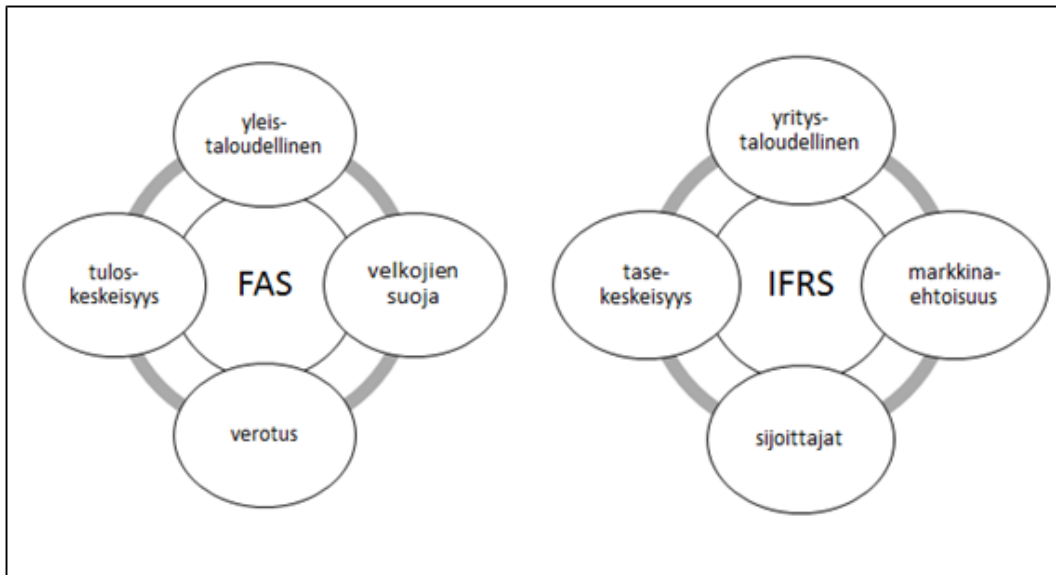 yleis-
taloudellinen
tulos-
keskeisyys
FAS
velkojien
suoja
verotus
yritys-
taloudellinen
tase-
keskeisyys
IFRS
markkina-
ehtoisuus
sijoittajat